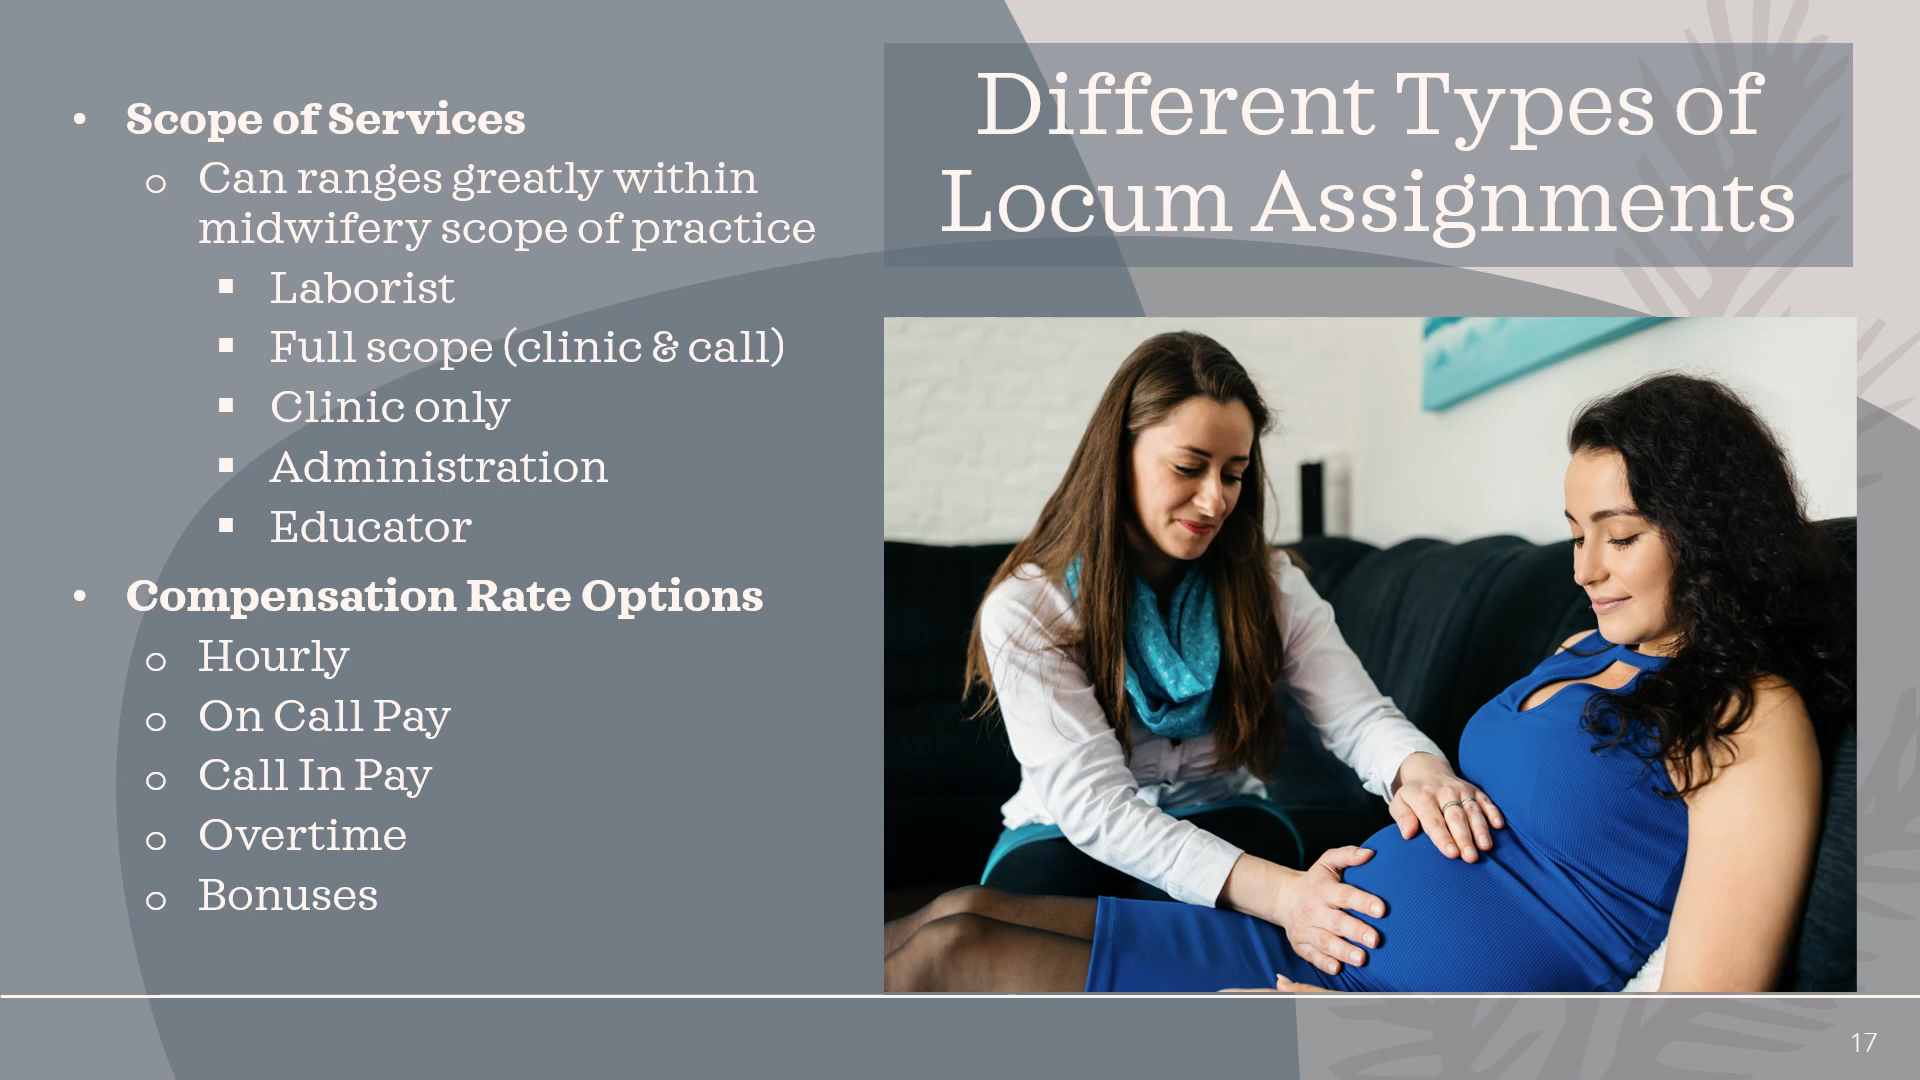 Different Types of
Locum Assignments
• Scope of Services
o Can ranges greatly within
midwifery scope of practice
▪ Laborist
▪ Full scope (clinic & call)
▪ Clinic only
▪ Administration
▪ Educator
• Compensation Rate Options
o Hourly
o On Call Pay
o Call In Pay
o Overtime
o Bonuses
17